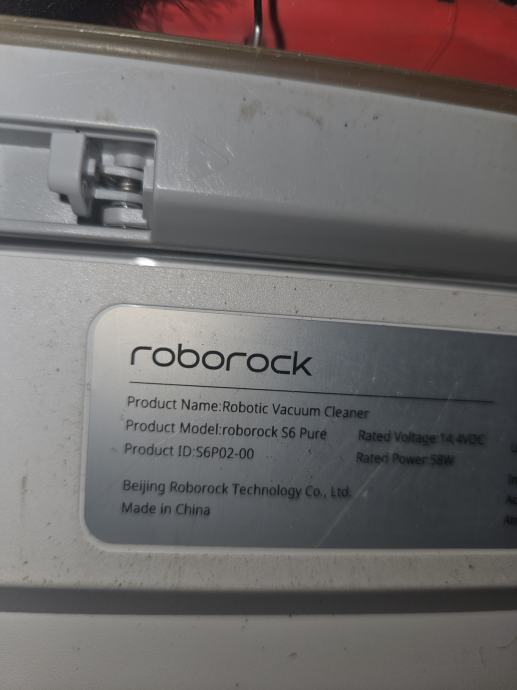 roborock
Product Name:Robotic Vacuum Cleaner
Product Model:roborock S6 Pure
Rated Voltage:14.4VDC
Product ID:S6P02-00
Rated Power:58W
Beijing Roborock Technology Co., Ltd.
Made in China